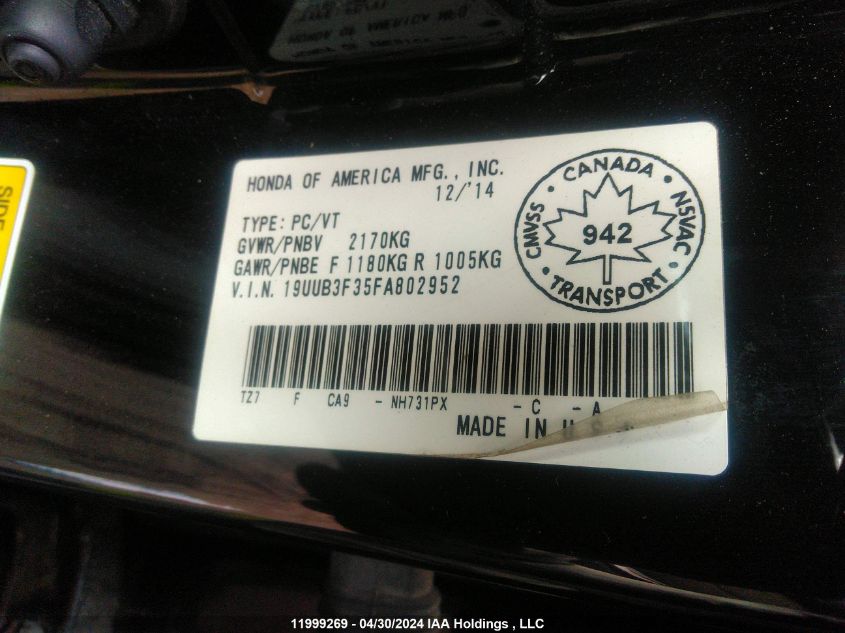 SIDE
HONDA OF AMERICA MFG., INC.
12/'14
TYPE: PC/VT
GVWR/PNBV 2170KG
GAWR/PNBE F 1180KG R 1005KG
V.I.N. 19UUB3F35FA802952
CANADA
CMVSS
942
NSVAC
TRANSPORT
TZ7 F CA9 - NH731PX - C - A
MADE IN
11999269 - 04/30/2024 IAA Holdings , LLC